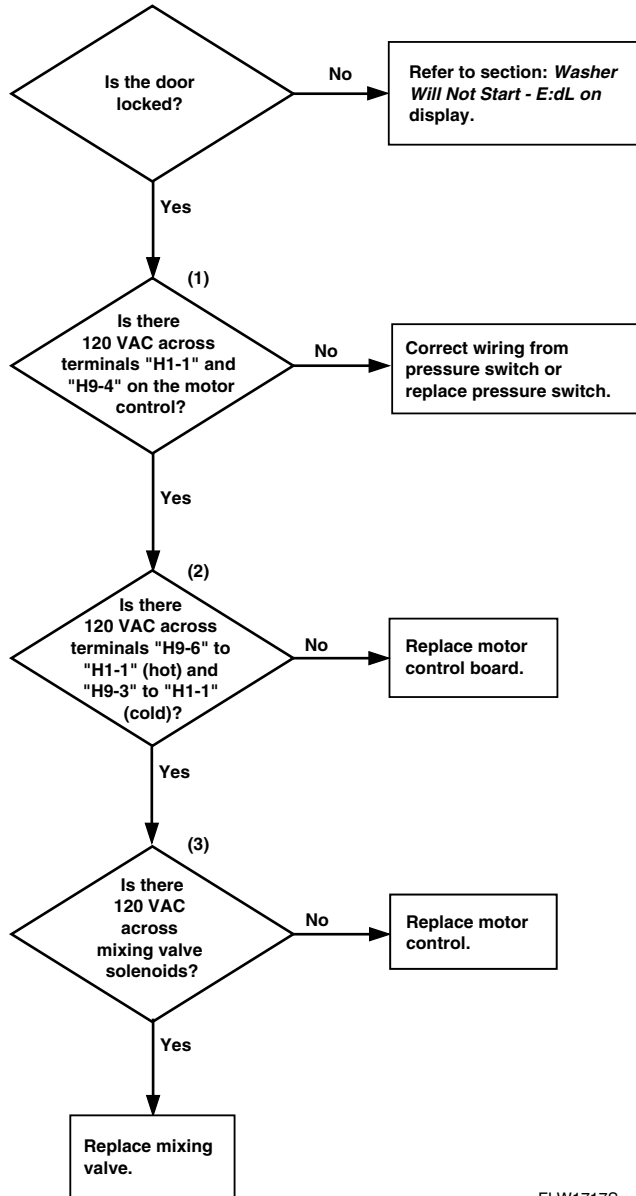 Is the door
locked?
No
Refer to section: Washer
Will Not Start - E:dL on
display.
Yes
(1)
Is there
120 VAC across
terminals "H1-1" and
"H9-4" on the motor
control?
No
Correct wiring from
pressure switch or
replace pressure switch.
Yes
(2)
Is there
120 VAC across
terminals "H9-6" to
"H1-1" (hot) and
"H9-3" to "H1-1"
(cold)?
No
Replace motor
control board.
Yes
(3)
Is there
120 VAC
across
mixing valve
solenoids?
No
Replace motor
control.
Yes
Replace mixing
valve.